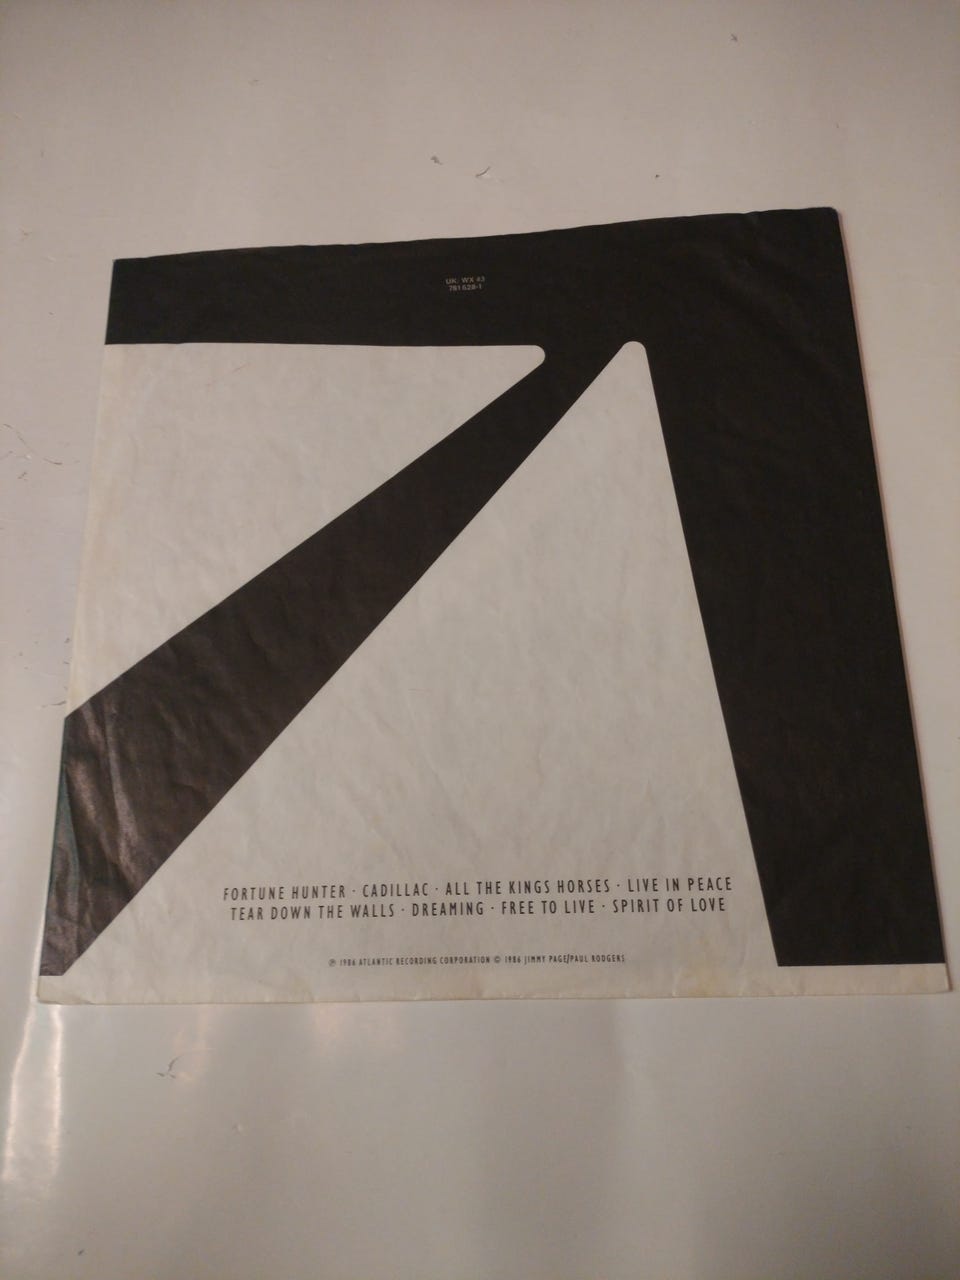 UK: WX 43
781 628-1
FORTUNE HUNTER · CADILLAC · ALL THE KINGS HORSES · LIVE IN PEACE
TEAR DOWN THE WALLS · DREAMING · FREE TO LIVE · SPIRIT OF LOVE
℗ 1986 ATLANTIC RECORDING CORPORATION © 1986 JIMMY PAGE/PAUL RODGERS